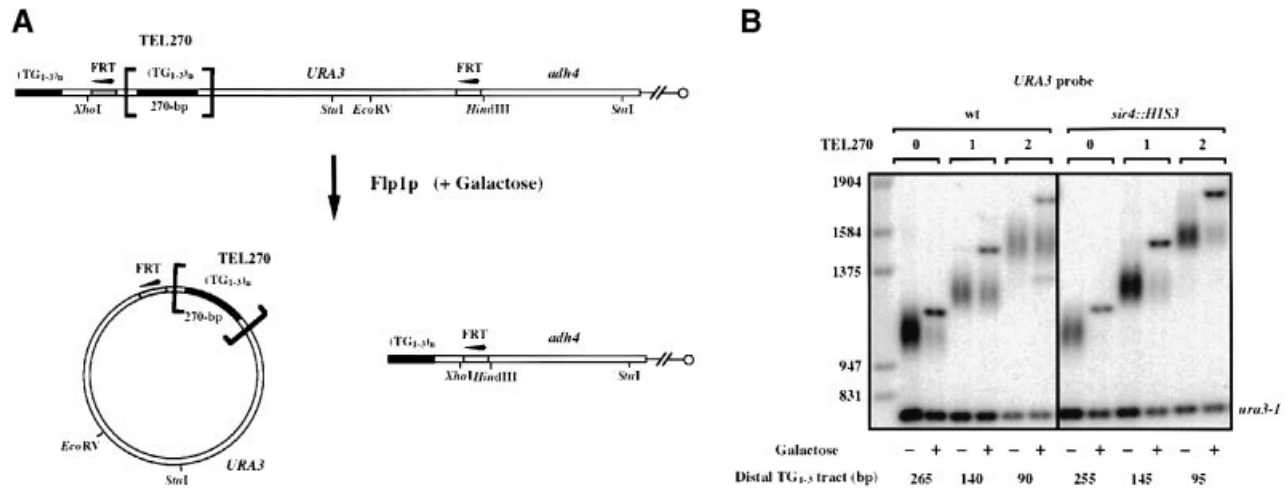 A
TEL270
(TG1-3)n FRT (TG1-3)n URA3 FRT adh4
270-bp
XhoI StuI EcoRV HindIII StuI
Flp1p (+ Galactose)
TEL270
FRT (TG1-3)n
270-bp
EcoRV URA3
StuI
(TG1-3)n FRT adh4
XhoI HindIII StuI
B
URA3 probe
wt sir4::HIS3
TEL270 0 1 2 0 1 2
1904
1584
1375
947
831
ura3-1
Galactose – + – + – + – + – + – +
Distal TG1-3 tract (bp) 265 140 90 255 145 95